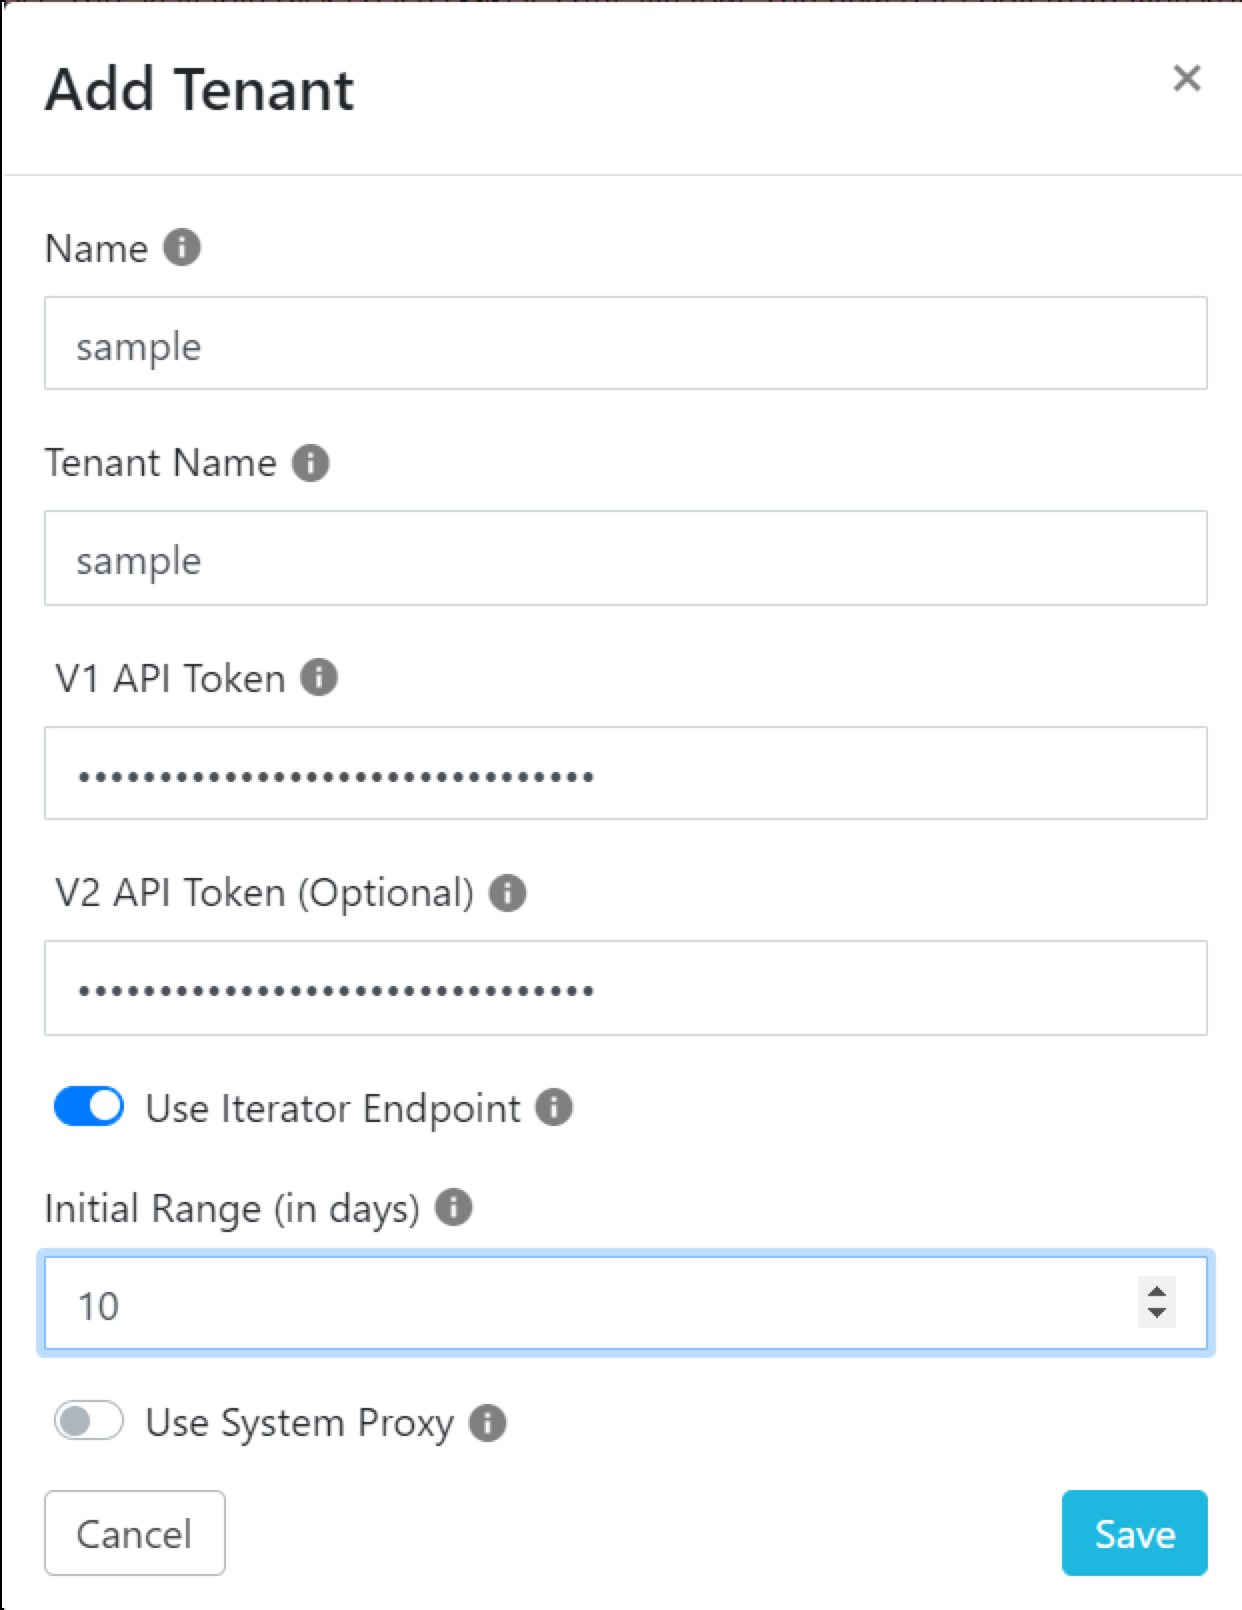 Add Tenant
Name
sample
Tenant Name
sample
V1 API Token
••••••••••••••••••••••••••••••••
V2 API Token (Optional)
••••••••••••••••••••••••••••••••
Use Iterator Endpoint
Initial Range (in days)
10
Use System Proxy
Cancel
Save